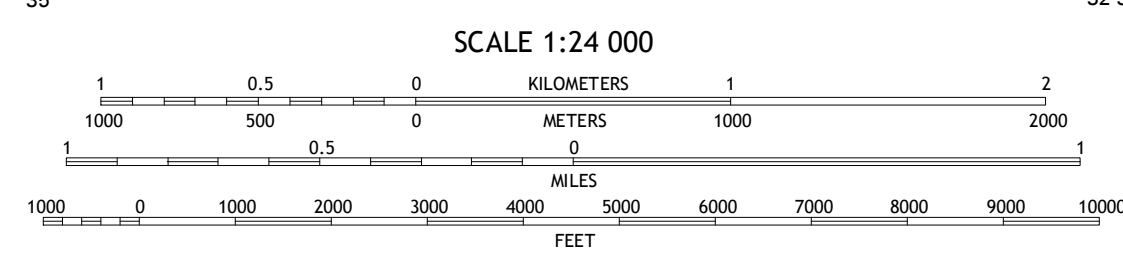 35
SCALE 1:24 000
1 0.5 0 KILOMETERS 1 2
1000 500 0 METERS 1000 2000
1 0.5 0 1
MILES
1000 0 1000 2000 3000 4000 5000 6000 7000 8000 9000 10000
FEET